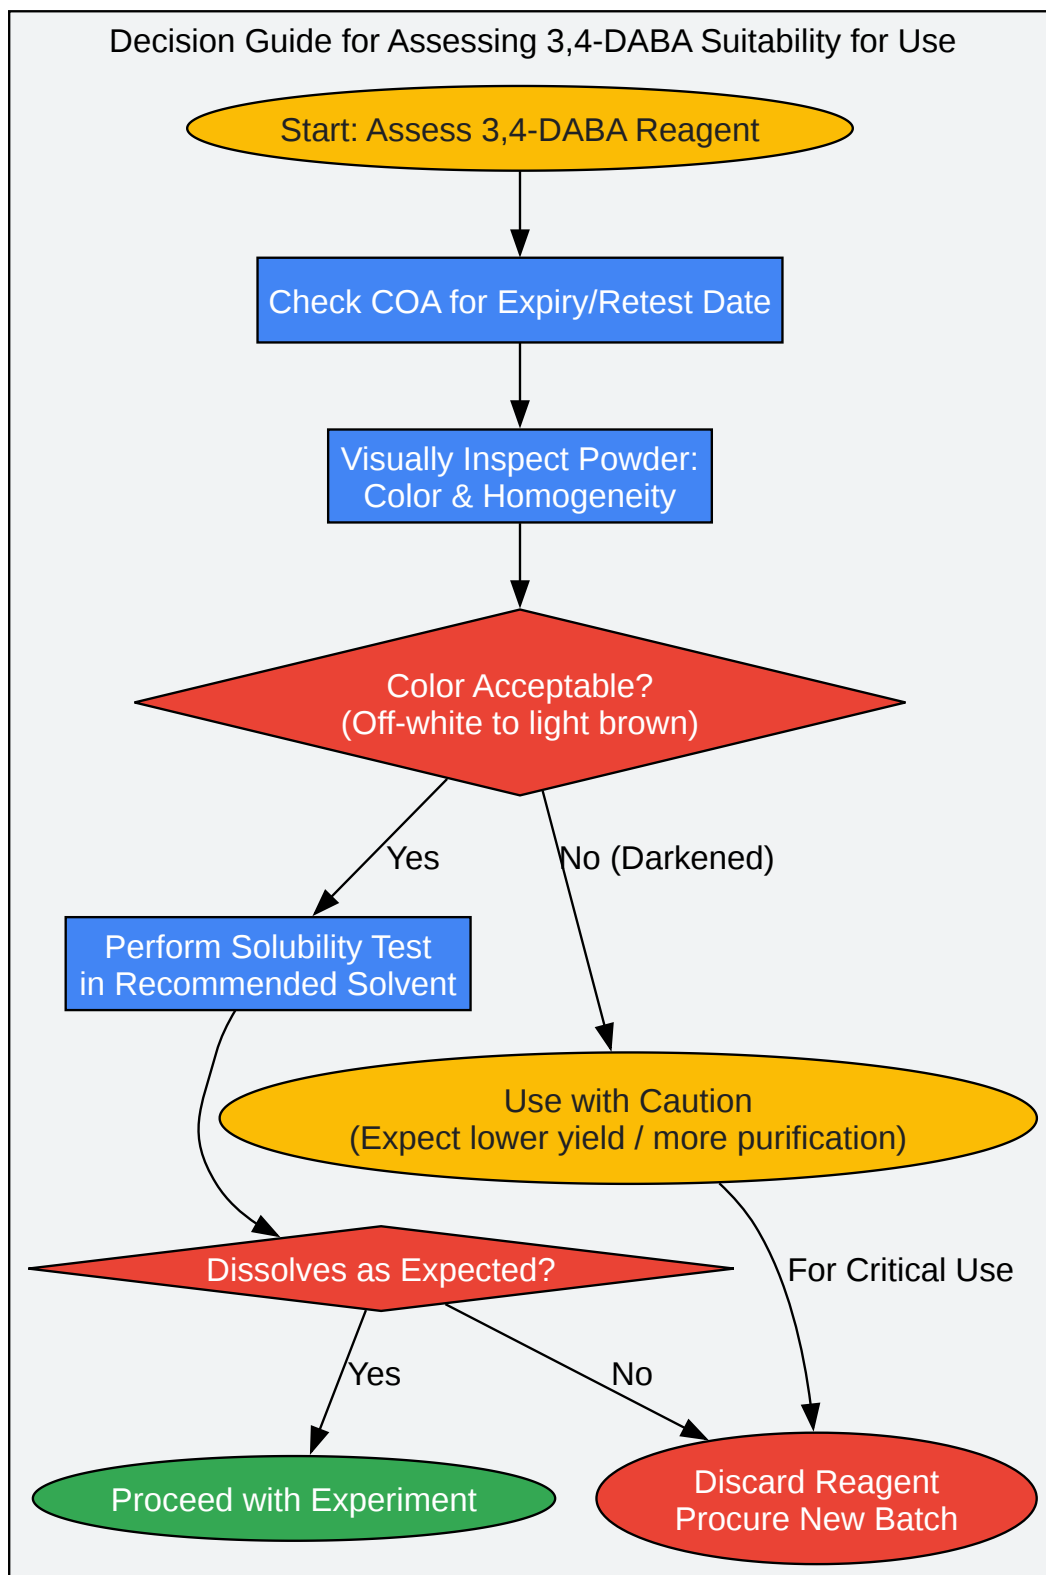 Decision Guide for Assessing 3,4-DABA Suitability for Use
Start: Assess 3,4-DABA Reagent
Check COA for Expiry/Retest Date
Visually Inspect Powder:
Color & Homogeneity
Color Acceptable?
(Off-white to light brown)
Yes
No (Darkened)
Perform Solubility Test
in Recommended Solvent
Use with Caution
(Expect lower yield / more purification)
Dissolves as Expected?
For Critical Use
Yes
No
Proceed with Experiment
Discard Reagent
Procure New Batch